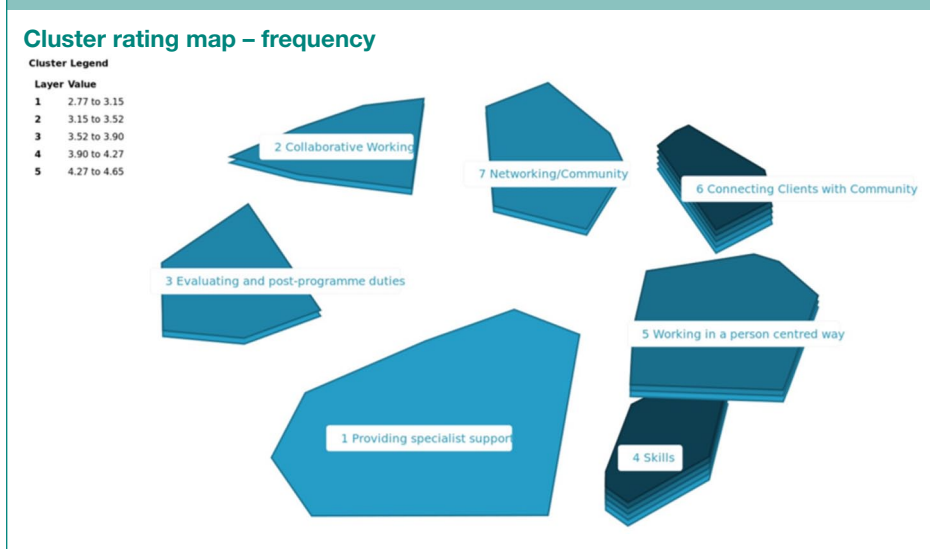 Cluster rating map – frequency
Cluster Legend
Layer Value
1 2.77 to 3.15
2 3.15 to 3.52
3 3.52 to 3.90
4 3.90 to 4.27
5 4.27 to 4.65
2 Collaborative Working
7 Networking/Community
6 Connecting Clients with Community
3 Evaluating and post-programme duties
5 Working in a person centred way
1 Providing specialist support
4 Skills